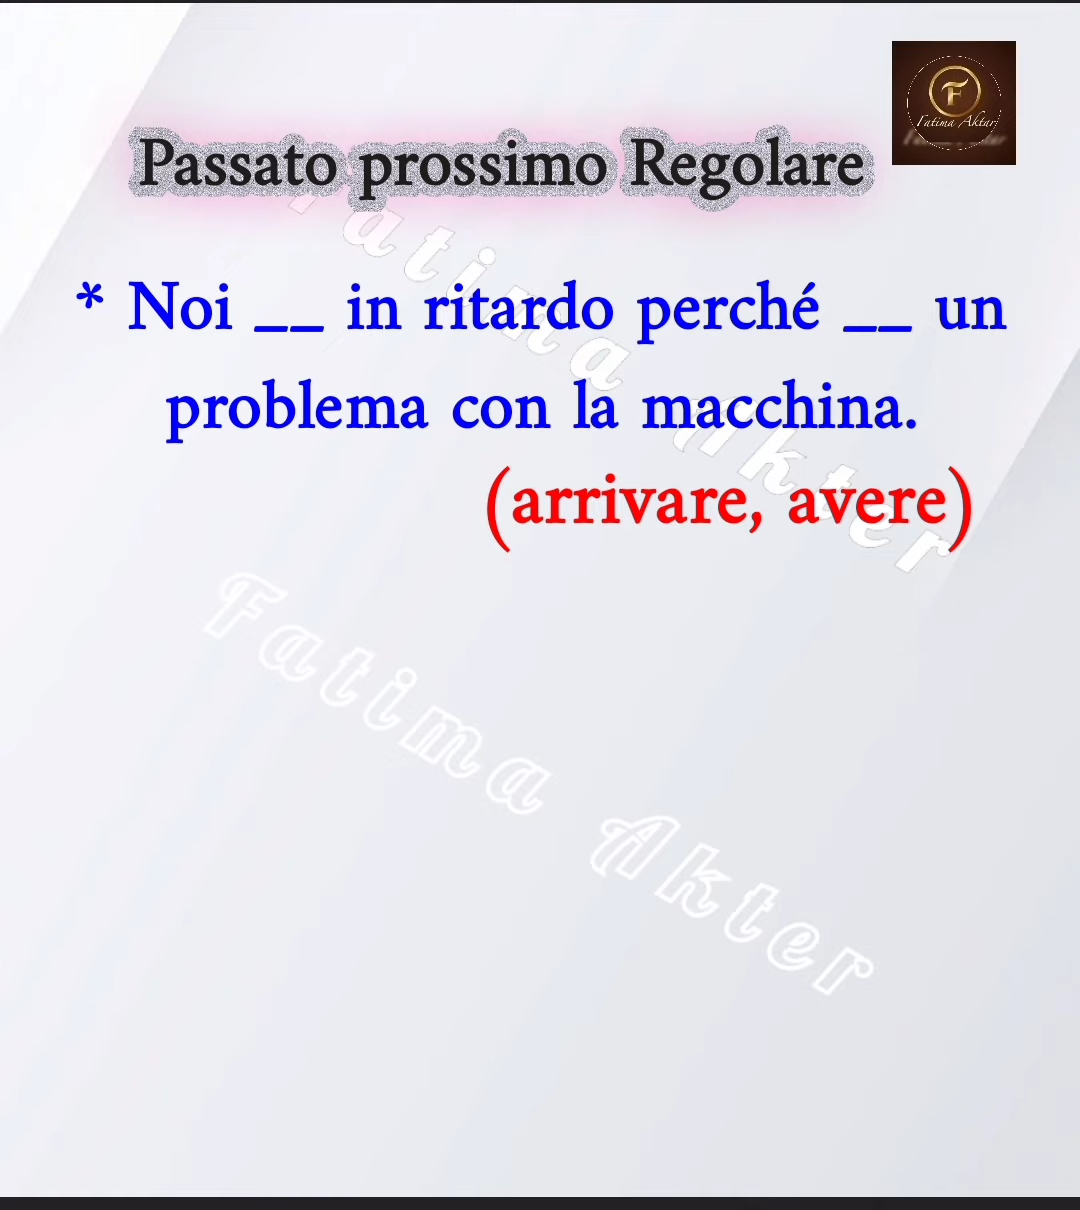 Fatima Aktar
Passato prossimo Regolare
Fatima Akter
* Noi __ in ritardo perché __ un
problema con la macchina.
(arrivare, avere)
Fatima Akter